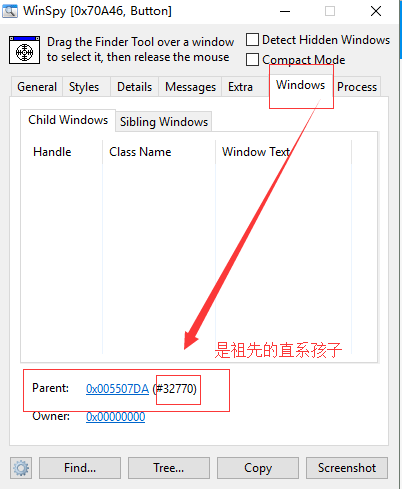 WinSpy [0x70A46, Button]
Drag the Finder Tool over a window
to select it, then release the mouse
Detect Hidden Windows
Compact Mode
General Styles Details Messages Extra Windows Process
Child Windows Sibling Windows
Handle Class Name Window Text
是祖先的直系孩子
Parent: 0x005507DA (#32770)
Owner: 0x00000000
Find... Tree... Copy Screenshot